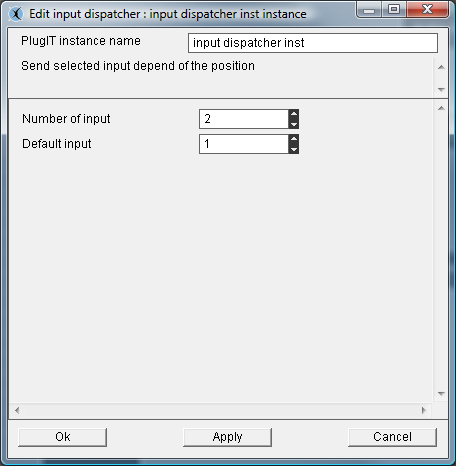 Edit input dispatcher : input dispatcher inst instance
PlugIT instance name input dispatcher inst
Send selected input depend of the position
Number of input 2
Default input 1
Ok Apply Cancel